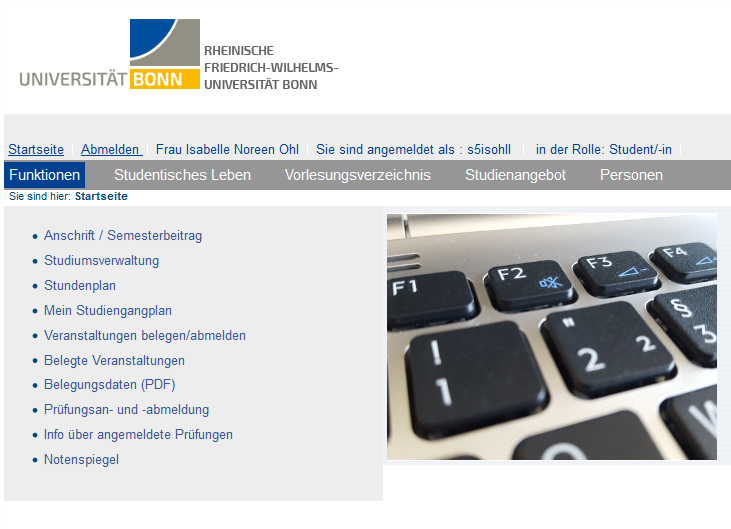 RHEINISCHE
FRIEDRICH-WILHELMS-
UNIVERSITÄT BONN UNIVERSITÄT BONN
Startseite Abmelden Frau Isabelle Noreen Ohl Sie sind angemeldet als : s5isohll in der Rolle: Student/-in
Funktionen Studentisches Leben Vorlesungsverzeichnis Studienangebot Personen
Sie sind hier: Startseite
Anschrift / Semesterbeitrag
Studiumsverwaltung
Stundenplan
Mein Studiengangplan
Veranstaltungen belegen/abmelden
Belegte Veranstaltungen
Belegungsdaten (PDF)
Prüfungsan- und -abmeldung
Info über angemeldete Prüfungen
Notenspiegel
F1 F2 F3 F4
! 1 " 2 2 § 3
Q W